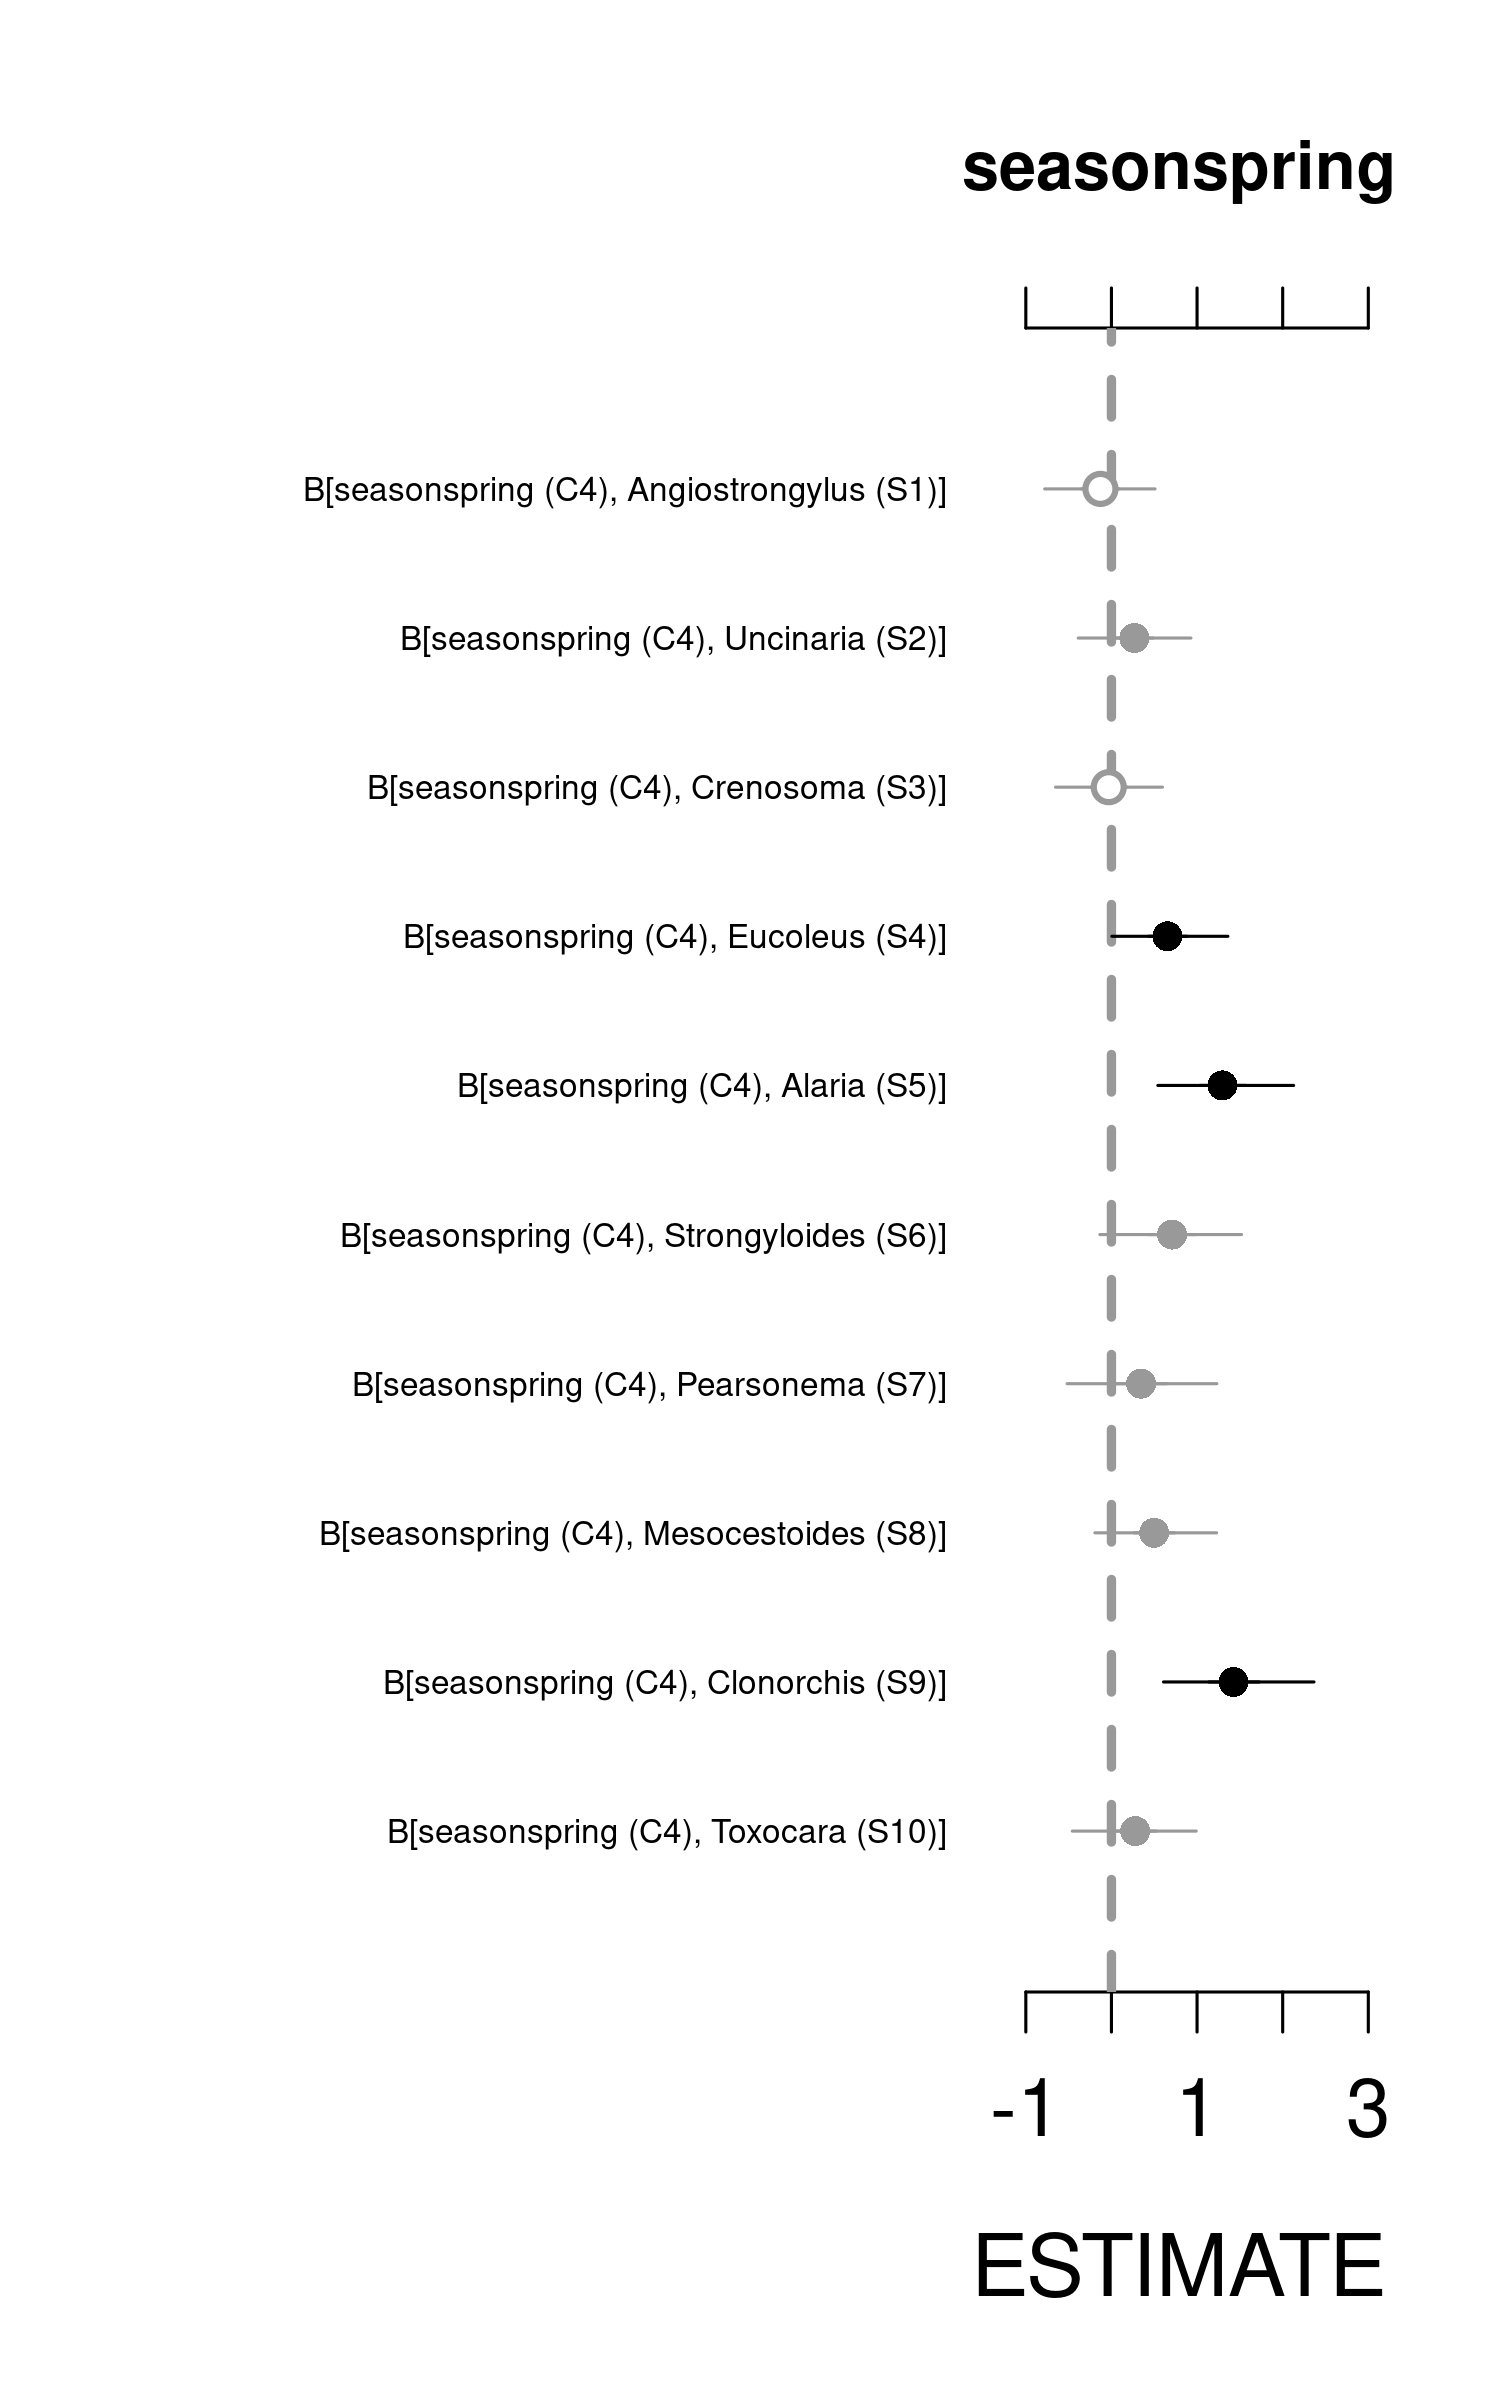 seasonspring
B[seasonspring (C4), Angiostrongylus (S1)]
B[seasonspring (C4), Uncinaria (S2)]
B[seasonspring (C4), Crenosoma (S3)]
B[seasonspring (C4), Eucoleus (S4)]
B[seasonspring (C4), Alaria (S5)]
B[seasonspring (C4), Strongyloides (S6)]
B[seasonspring (C4), Pearsonema (S7)]
B[seasonspring (C4), Mesocestoides (S8)]
B[seasonspring (C4), Clonorchis (S9)]
B[seasonspring (C4), Toxocara (S10)]
-1 1 3
ESTIMATE